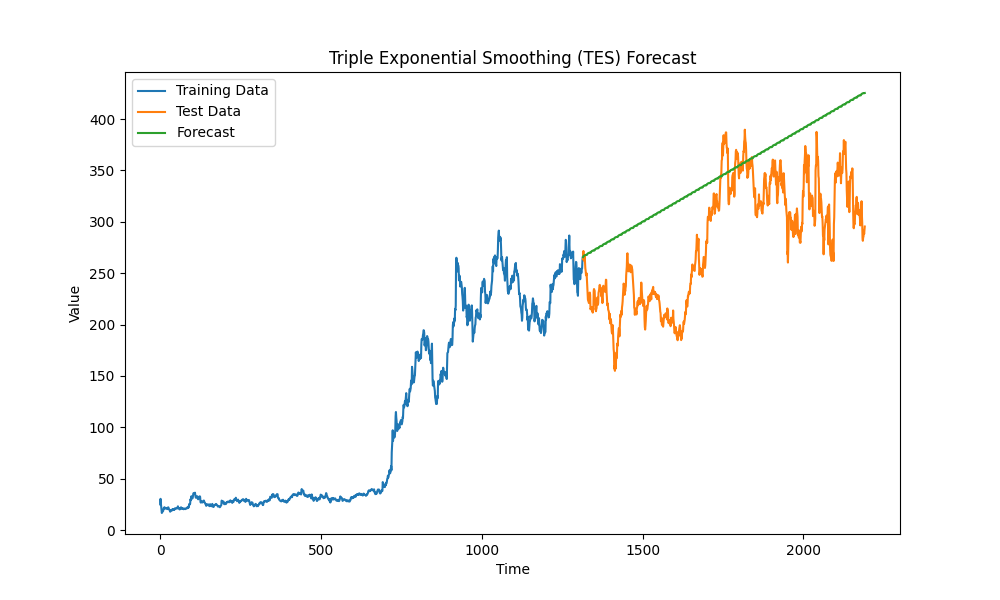 Triple Exponential Smoothing (TES) Forecast
Training Data
Test Data
Forecast
400
350
300
250
200
150
100
50
0
Value
0 500 1000 1500 2000
Time